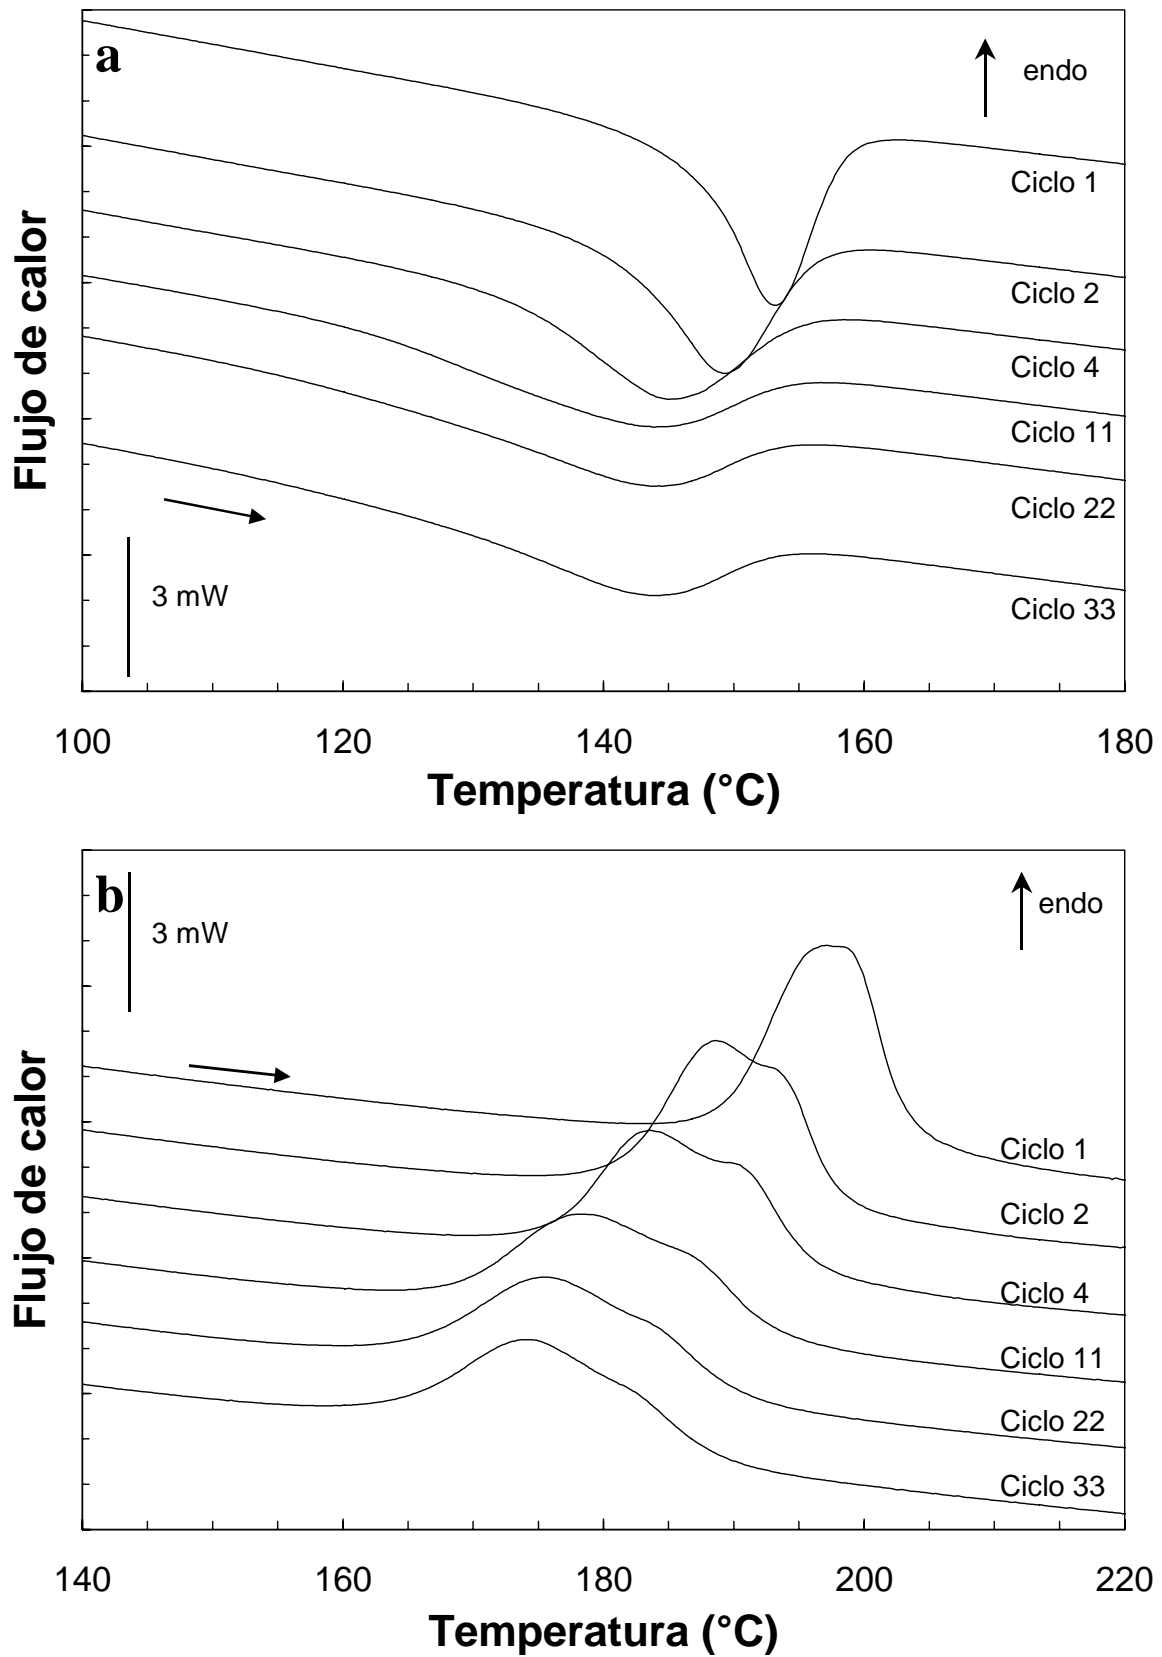 a
endo
Ciclo 1
Ciclo 2
Ciclo 4
Ciclo 11
Ciclo 22
Ciclo 33
3 mW
Flujo de calor
100 120 140 160 180
Temperatura (°C)
b
3 mW
endo
Ciclo 1
Ciclo 2
Ciclo 4
Ciclo 11
Ciclo 22
Ciclo 33
Flujo de calor
140 160 180 200 220
Temperatura (°C)